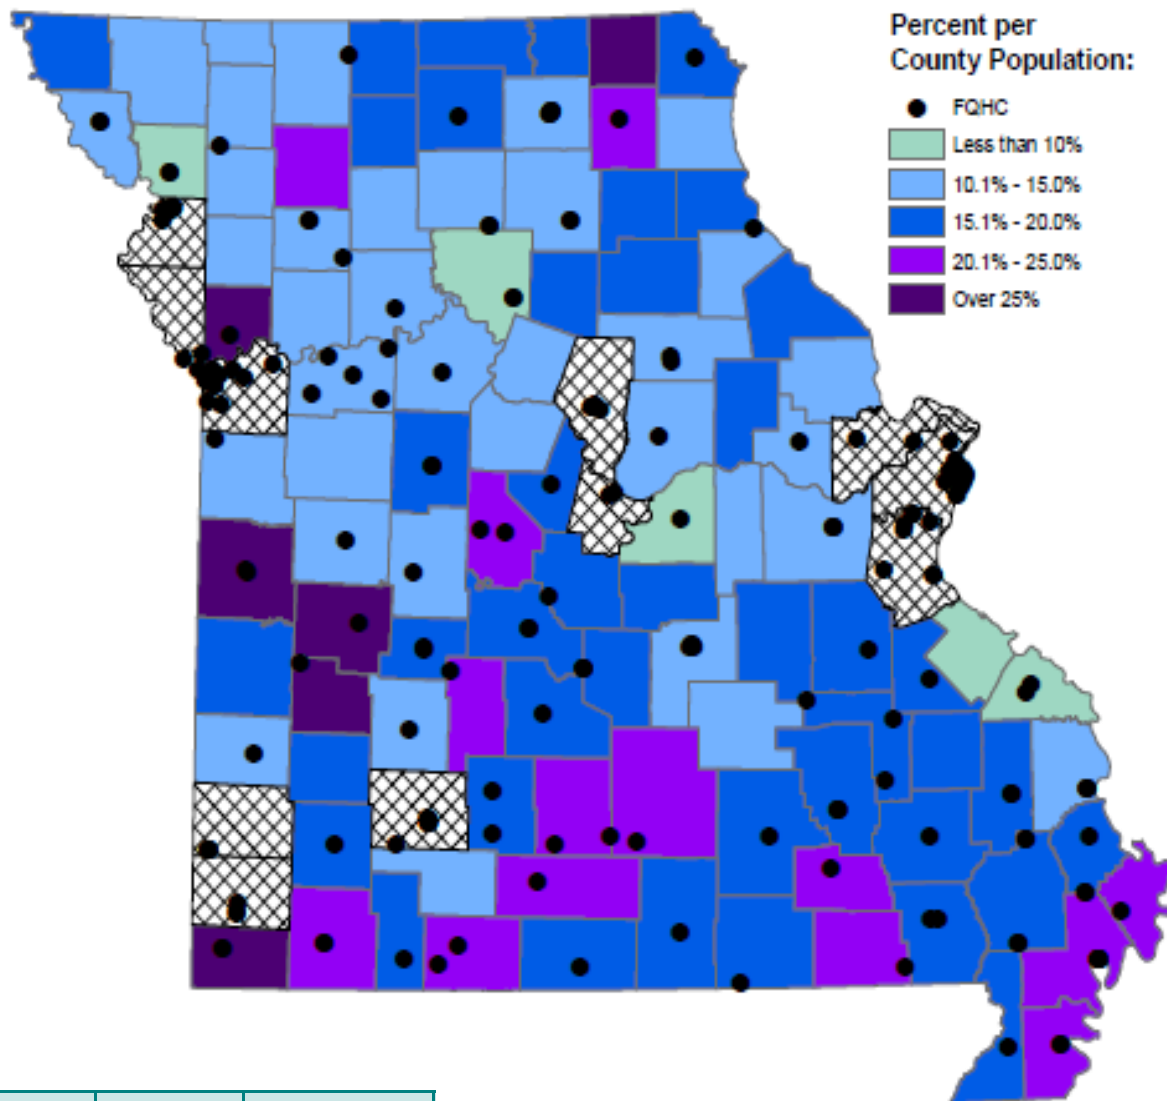 Percent per
County Population:
FQHC
Less than 10%
10.1% - 15.0%
15.1% - 20.0%
20.1% - 25.0%
Over 25%